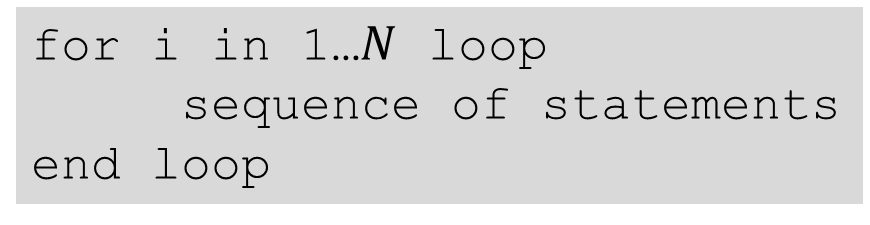 for i in 1…N loop
sequence of statements
end loop